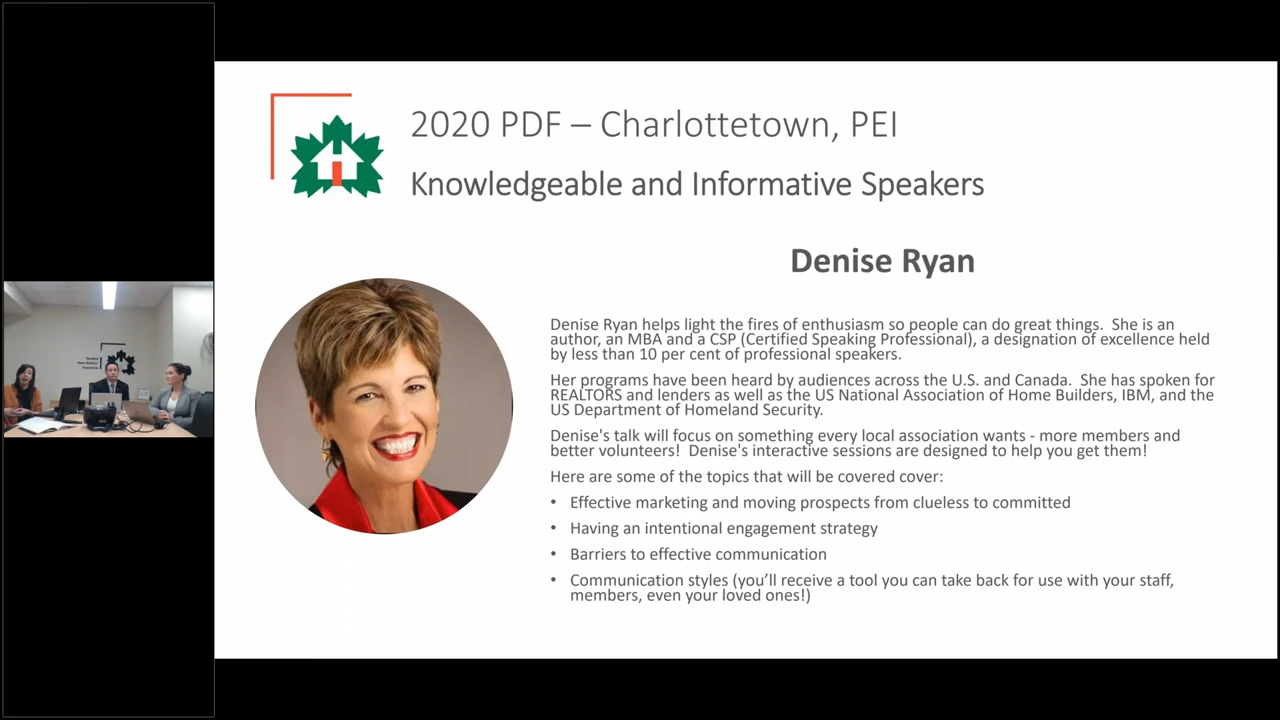 2020 PDF – Charlottetown, PEI
Knowledgeable and Informative Speakers
Denise Ryan
Denise Ryan helps light the fires of enthusiasm so people can do great things.  She is an
author, an MBA and a CSP (Certified Speaking Professional), a designation of excellence held
by less than 10 per cent of professional speakers.
Her programs have been heard by audiences across the U.S. and Canada.  She has spoken for
REALTORS and lenders as well as the US National Association of Home Builders, IBM, and the
US Department of Homeland Security.
Denise's talk will focus on something every local association wants - more members and
better volunteers!  Denise's interactive sessions are designed to help you get them!
Here are some of the topics that will be covered cover:
• Effective marketing and moving prospects from clueless to committed
• Having an intentional engagement strategy
• Barriers to effective communication
• Communication styles (you’ll receive a tool you can take back for use with your staff,
members, even your loved ones!)